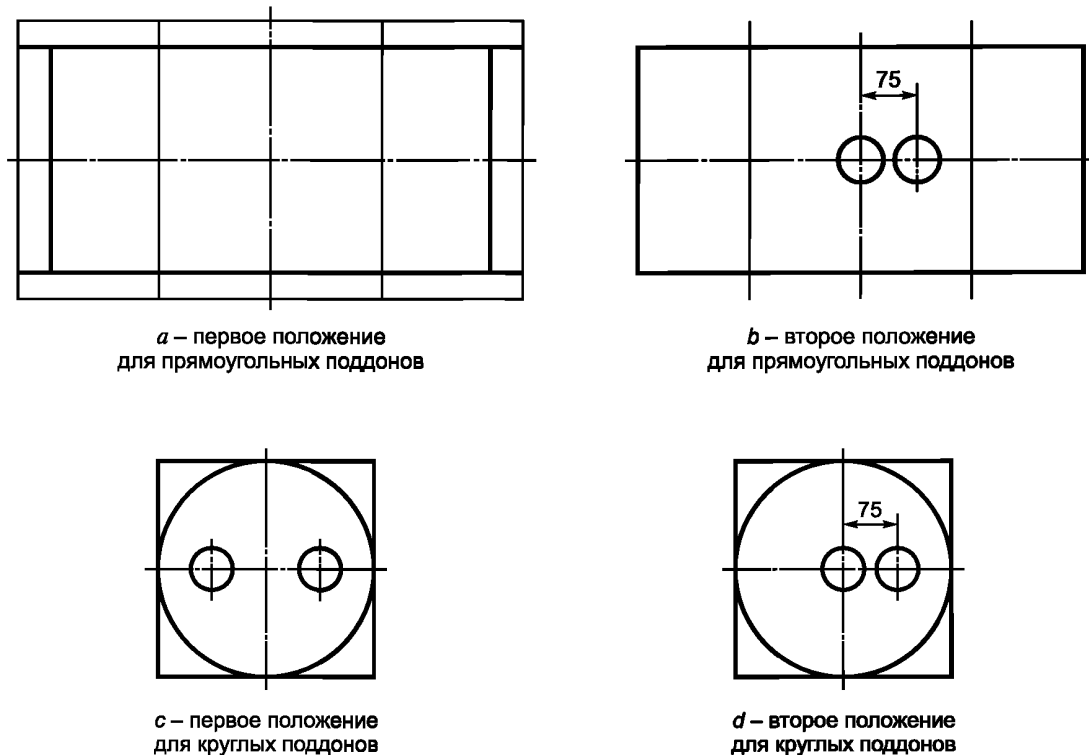 75
a – первое положение
для прямоугольных поддонов
b – второе положение
для прямоугольных поддонов
75
c – первое положение
для круглых поддонов
d – второе положение
для круглых поддонов